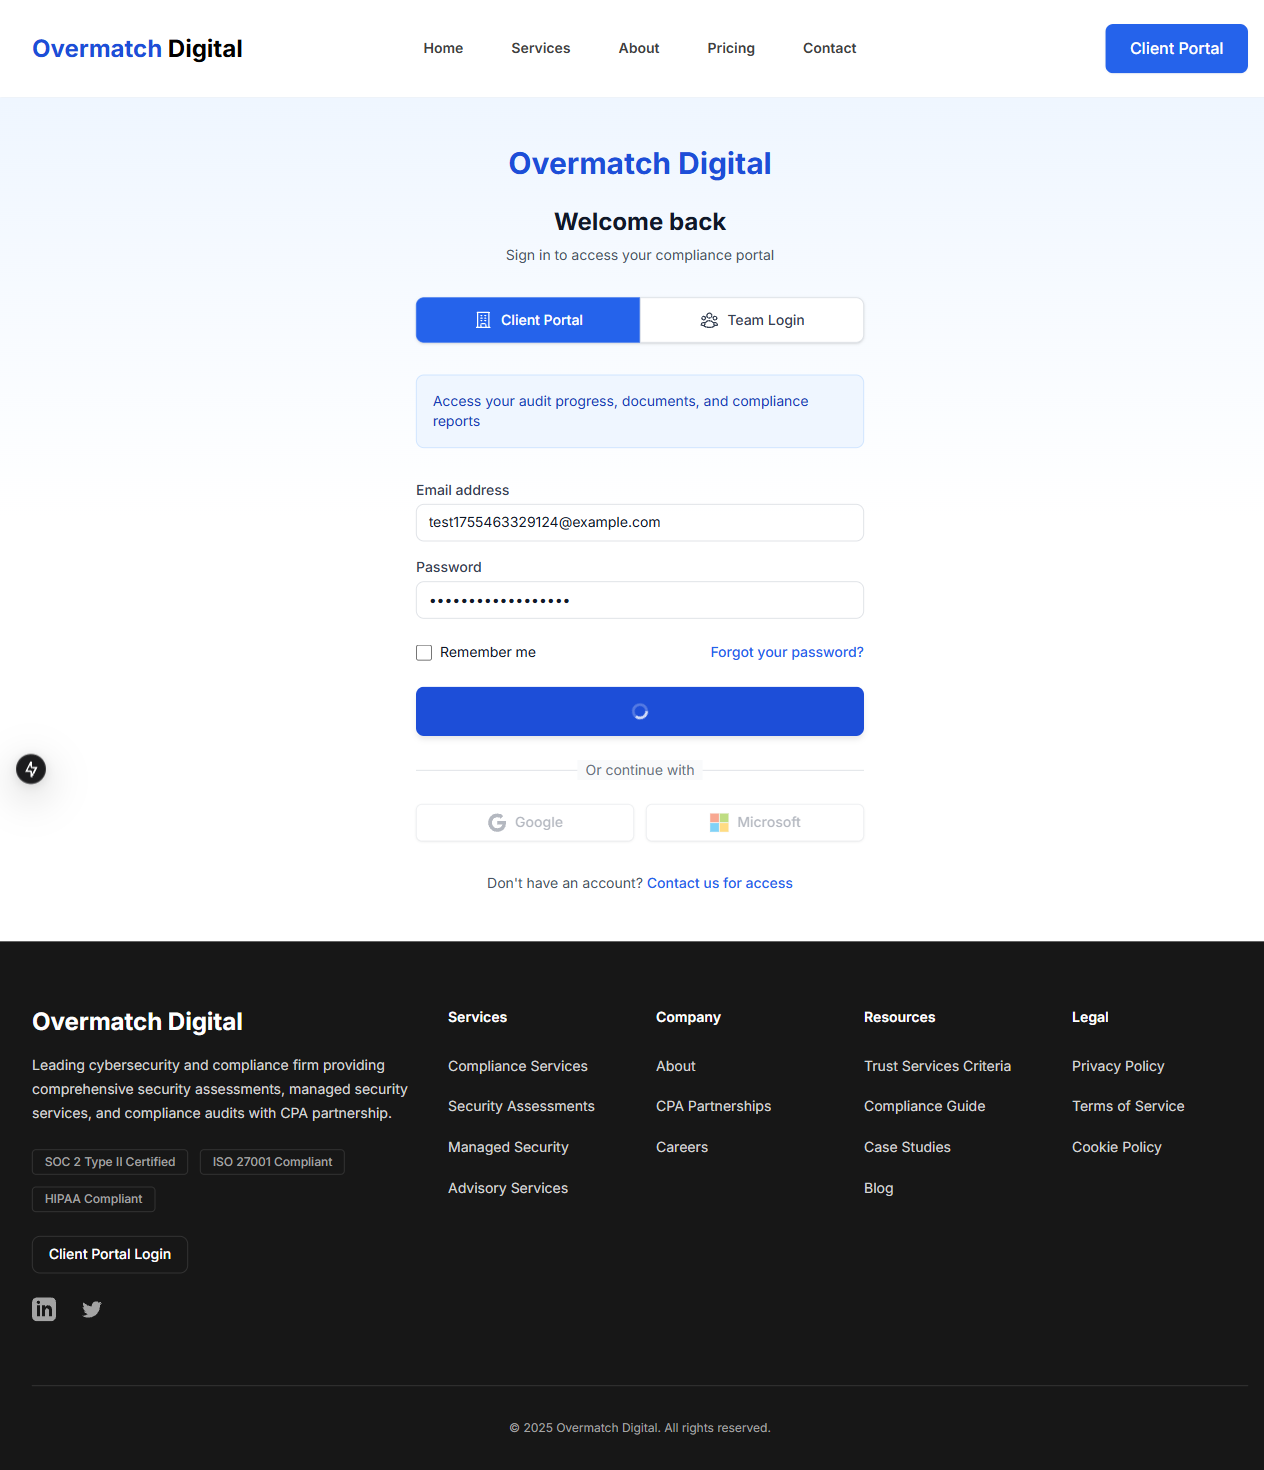 Overmatch Digital
Home
Services
About
Pricing
Contact
Client Portal
Overmatch Digital
Welcome back
Sign in to access your compliance portal
Client Portal
Team Login
Access your audit progress, documents, and compliance
reports
Email address
test1755463329124@example.com
Password
••••••••••••••••••
Remember me
Forgot your password?
Or continue with
Google
Microsoft
Don't have an account? Contact us for access
Overmatch Digital
Leading cybersecurity and compliance firm providing
comprehensive security assessments, managed security
services, and compliance audits with CPA partnership.
SOC 2 Type II Certified
ISO 27001 Compliant
HIPAA Compliant
Client Portal Login
Services
Compliance Services
Security Assessments
Managed Security
Advisory Services
Company
About
CPA Partnerships
Careers
Resources
Trust Services Criteria
Compliance Guide
Case Studies
Blog
Legal
Privacy Policy
Terms of Service
Cookie Policy
© 2025 Overmatch Digital. All rights reserved.